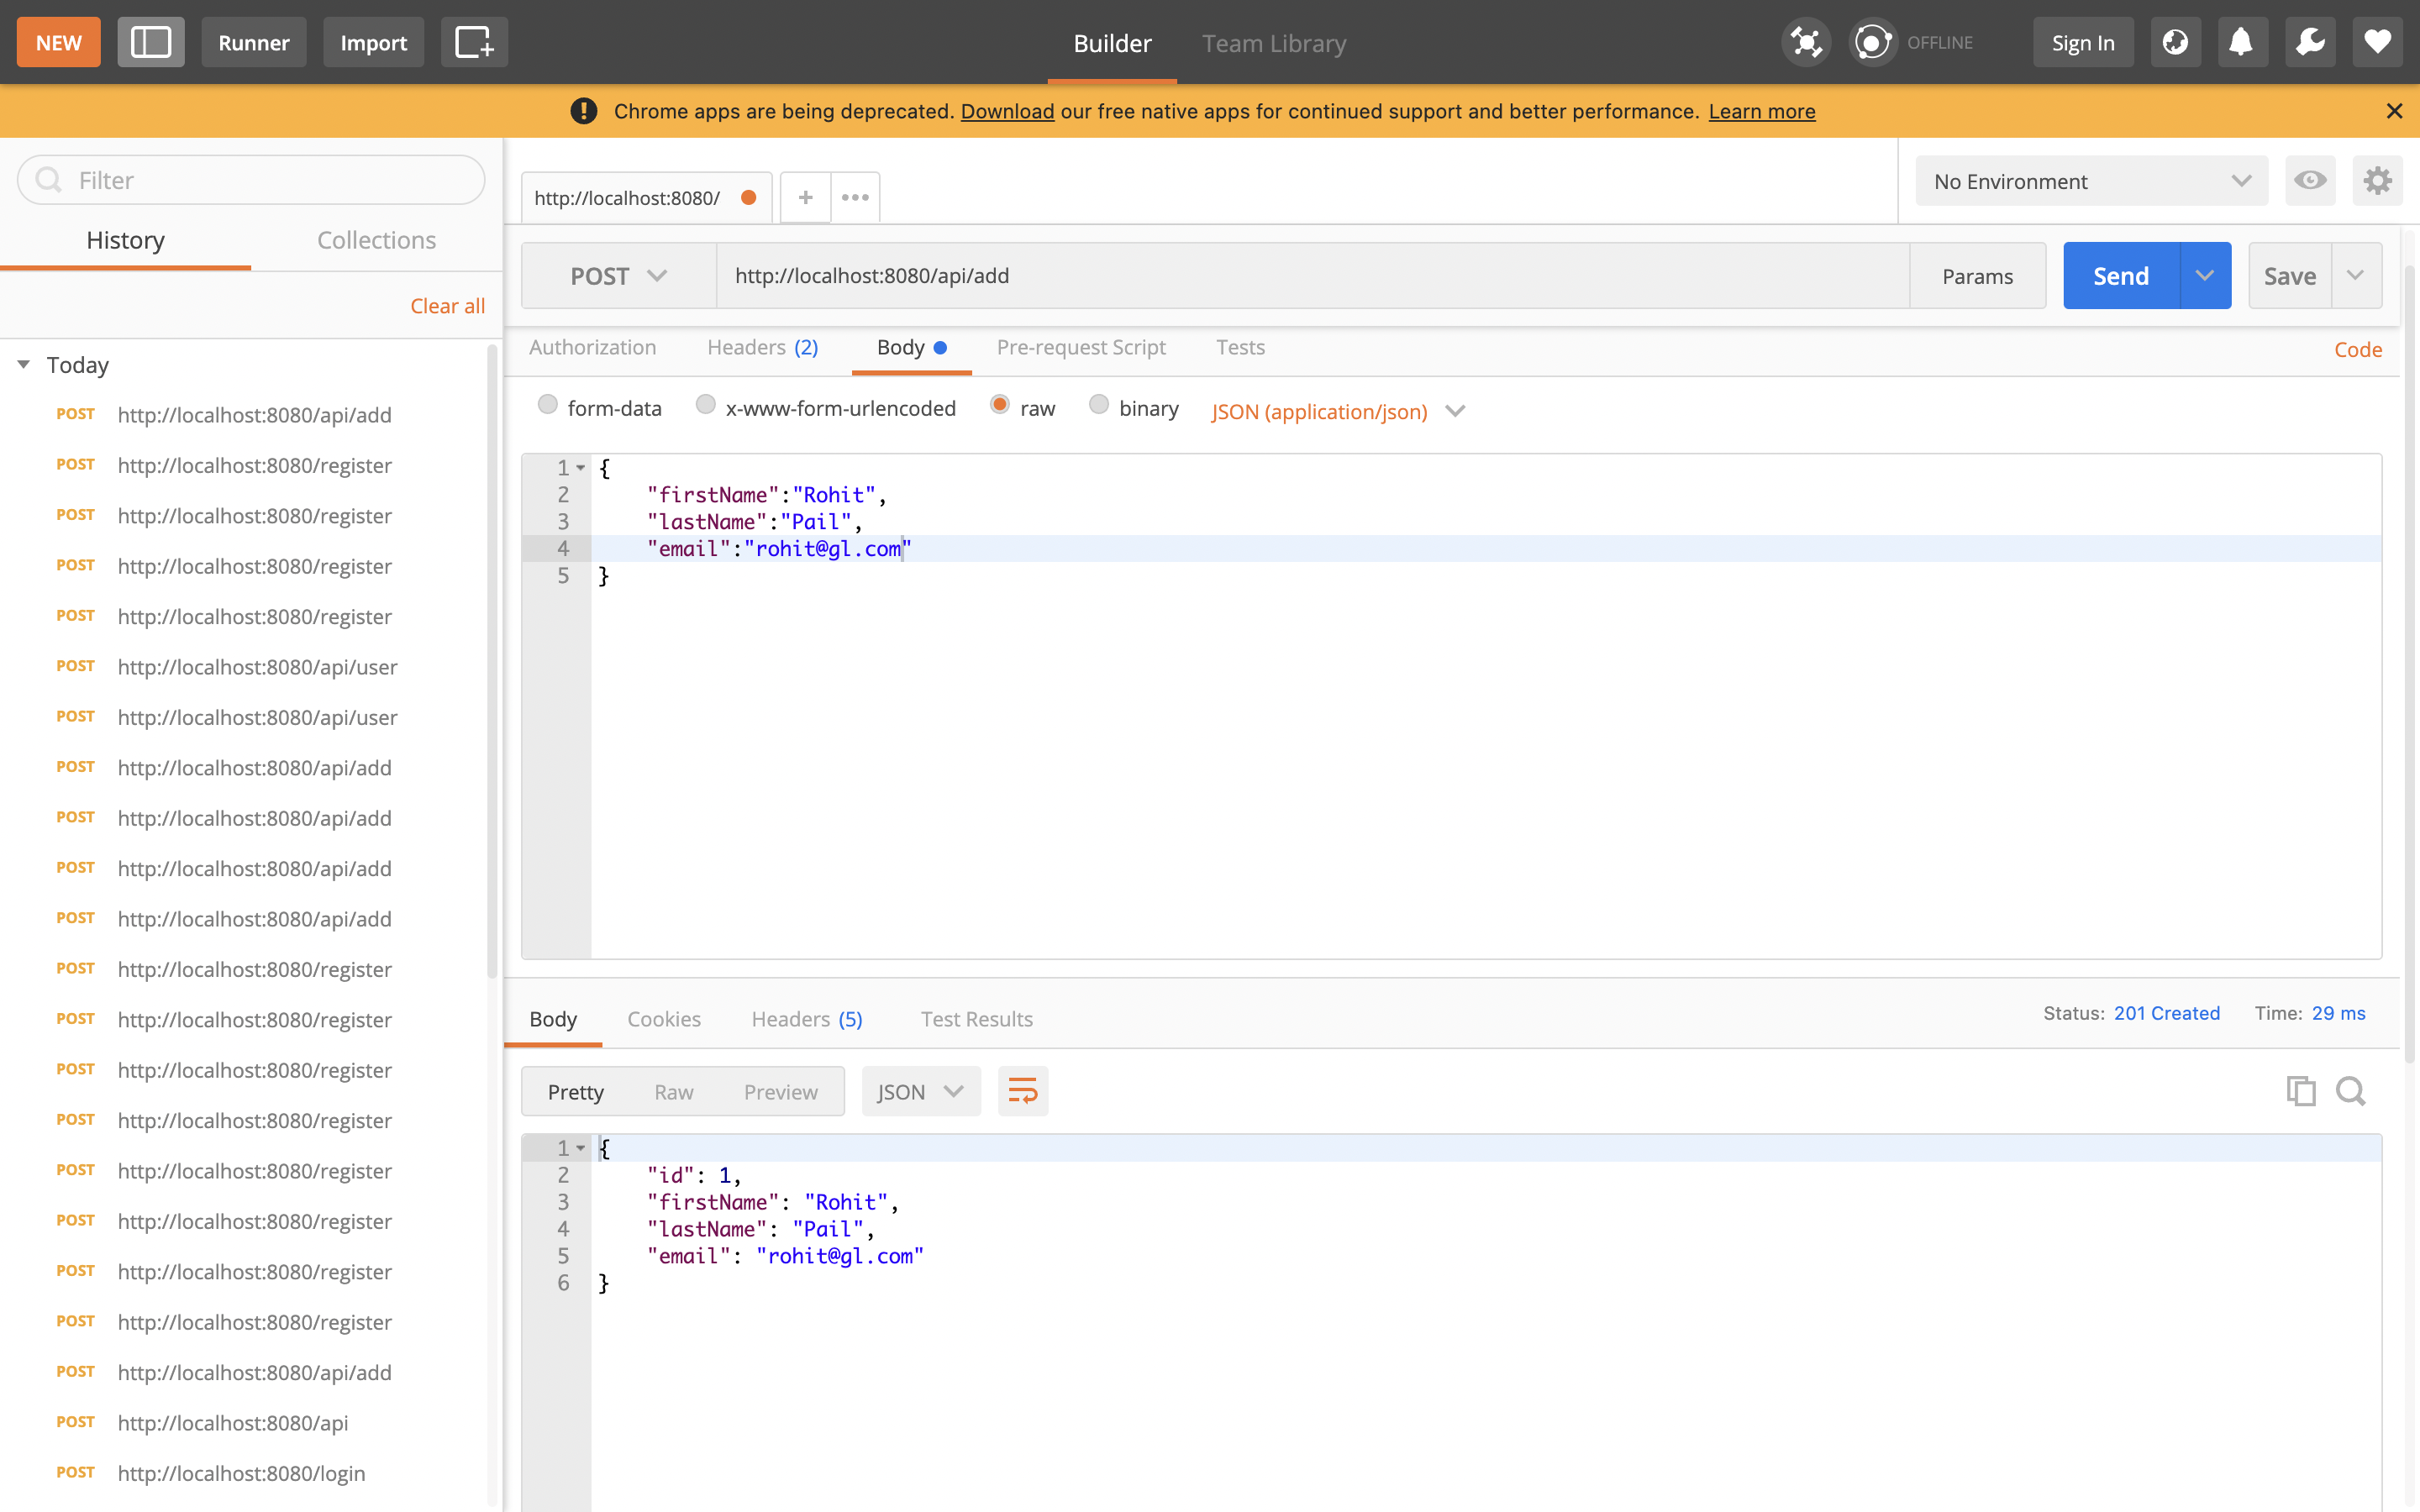 NEW Runner Import Builder Team Library OFFLINE Sign In
Chrome apps are being deprecated. Download our free native apps for continued support and better performance. Learn more
Filter
History Collections
Clear all
Today
POST http://localhost:8080/api/add
POST http://localhost:8080/register
POST http://localhost:8080/register
POST http://localhost:8080/register
POST http://localhost:8080/register
POST http://localhost:8080/api/user
POST http://localhost:8080/api/user
POST http://localhost:8080/api/add
POST http://localhost:8080/api/add
POST http://localhost:8080/api/add
POST http://localhost:8080/api/add
POST http://localhost:8080/register
POST http://localhost:8080/register
POST http://localhost:8080/register
POST http://localhost:8080/register
POST http://localhost:8080/register
POST http://localhost:8080/register
POST http://localhost:8080/register
POST http://localhost:8080/register
POST http://localhost:8080/api/add
POST http://localhost:8080/api
POST http://localhost:8080/login
http://localhost:8080/ + •••
No Environment
POST http://localhost:8080/api/add Params Send Save
Authorization Headers (2) Body Pre-request Script Tests Code
form-data x-www-form-urlencoded raw binary JSON (application/json)
1 {
2 "firstName":"Rohit",
3 "lastName":"Pail",
4 "email":"rohit@gl.com"
5 }
Body Cookies Headers (5) Test Results Status: 201 Created Time: 29 ms
Pretty Raw Preview JSON
1 {
2 "id": 1,
3 "firstName": "Rohit",
4 "lastName": "Pail",
5 "email": "rohit@gl.com"
6 }